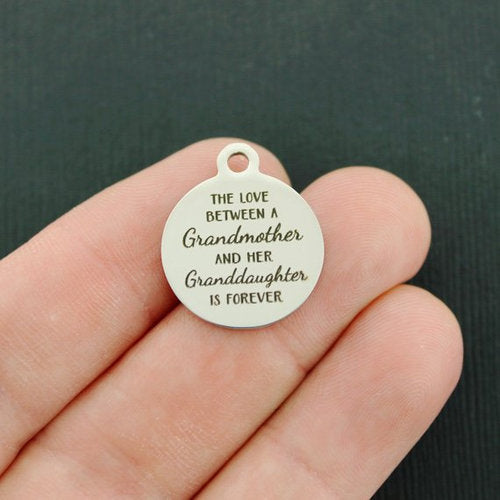 THE LOVE
BETWEEN A
Grandmother
AND HER
Granddaughter
IS FOREVER